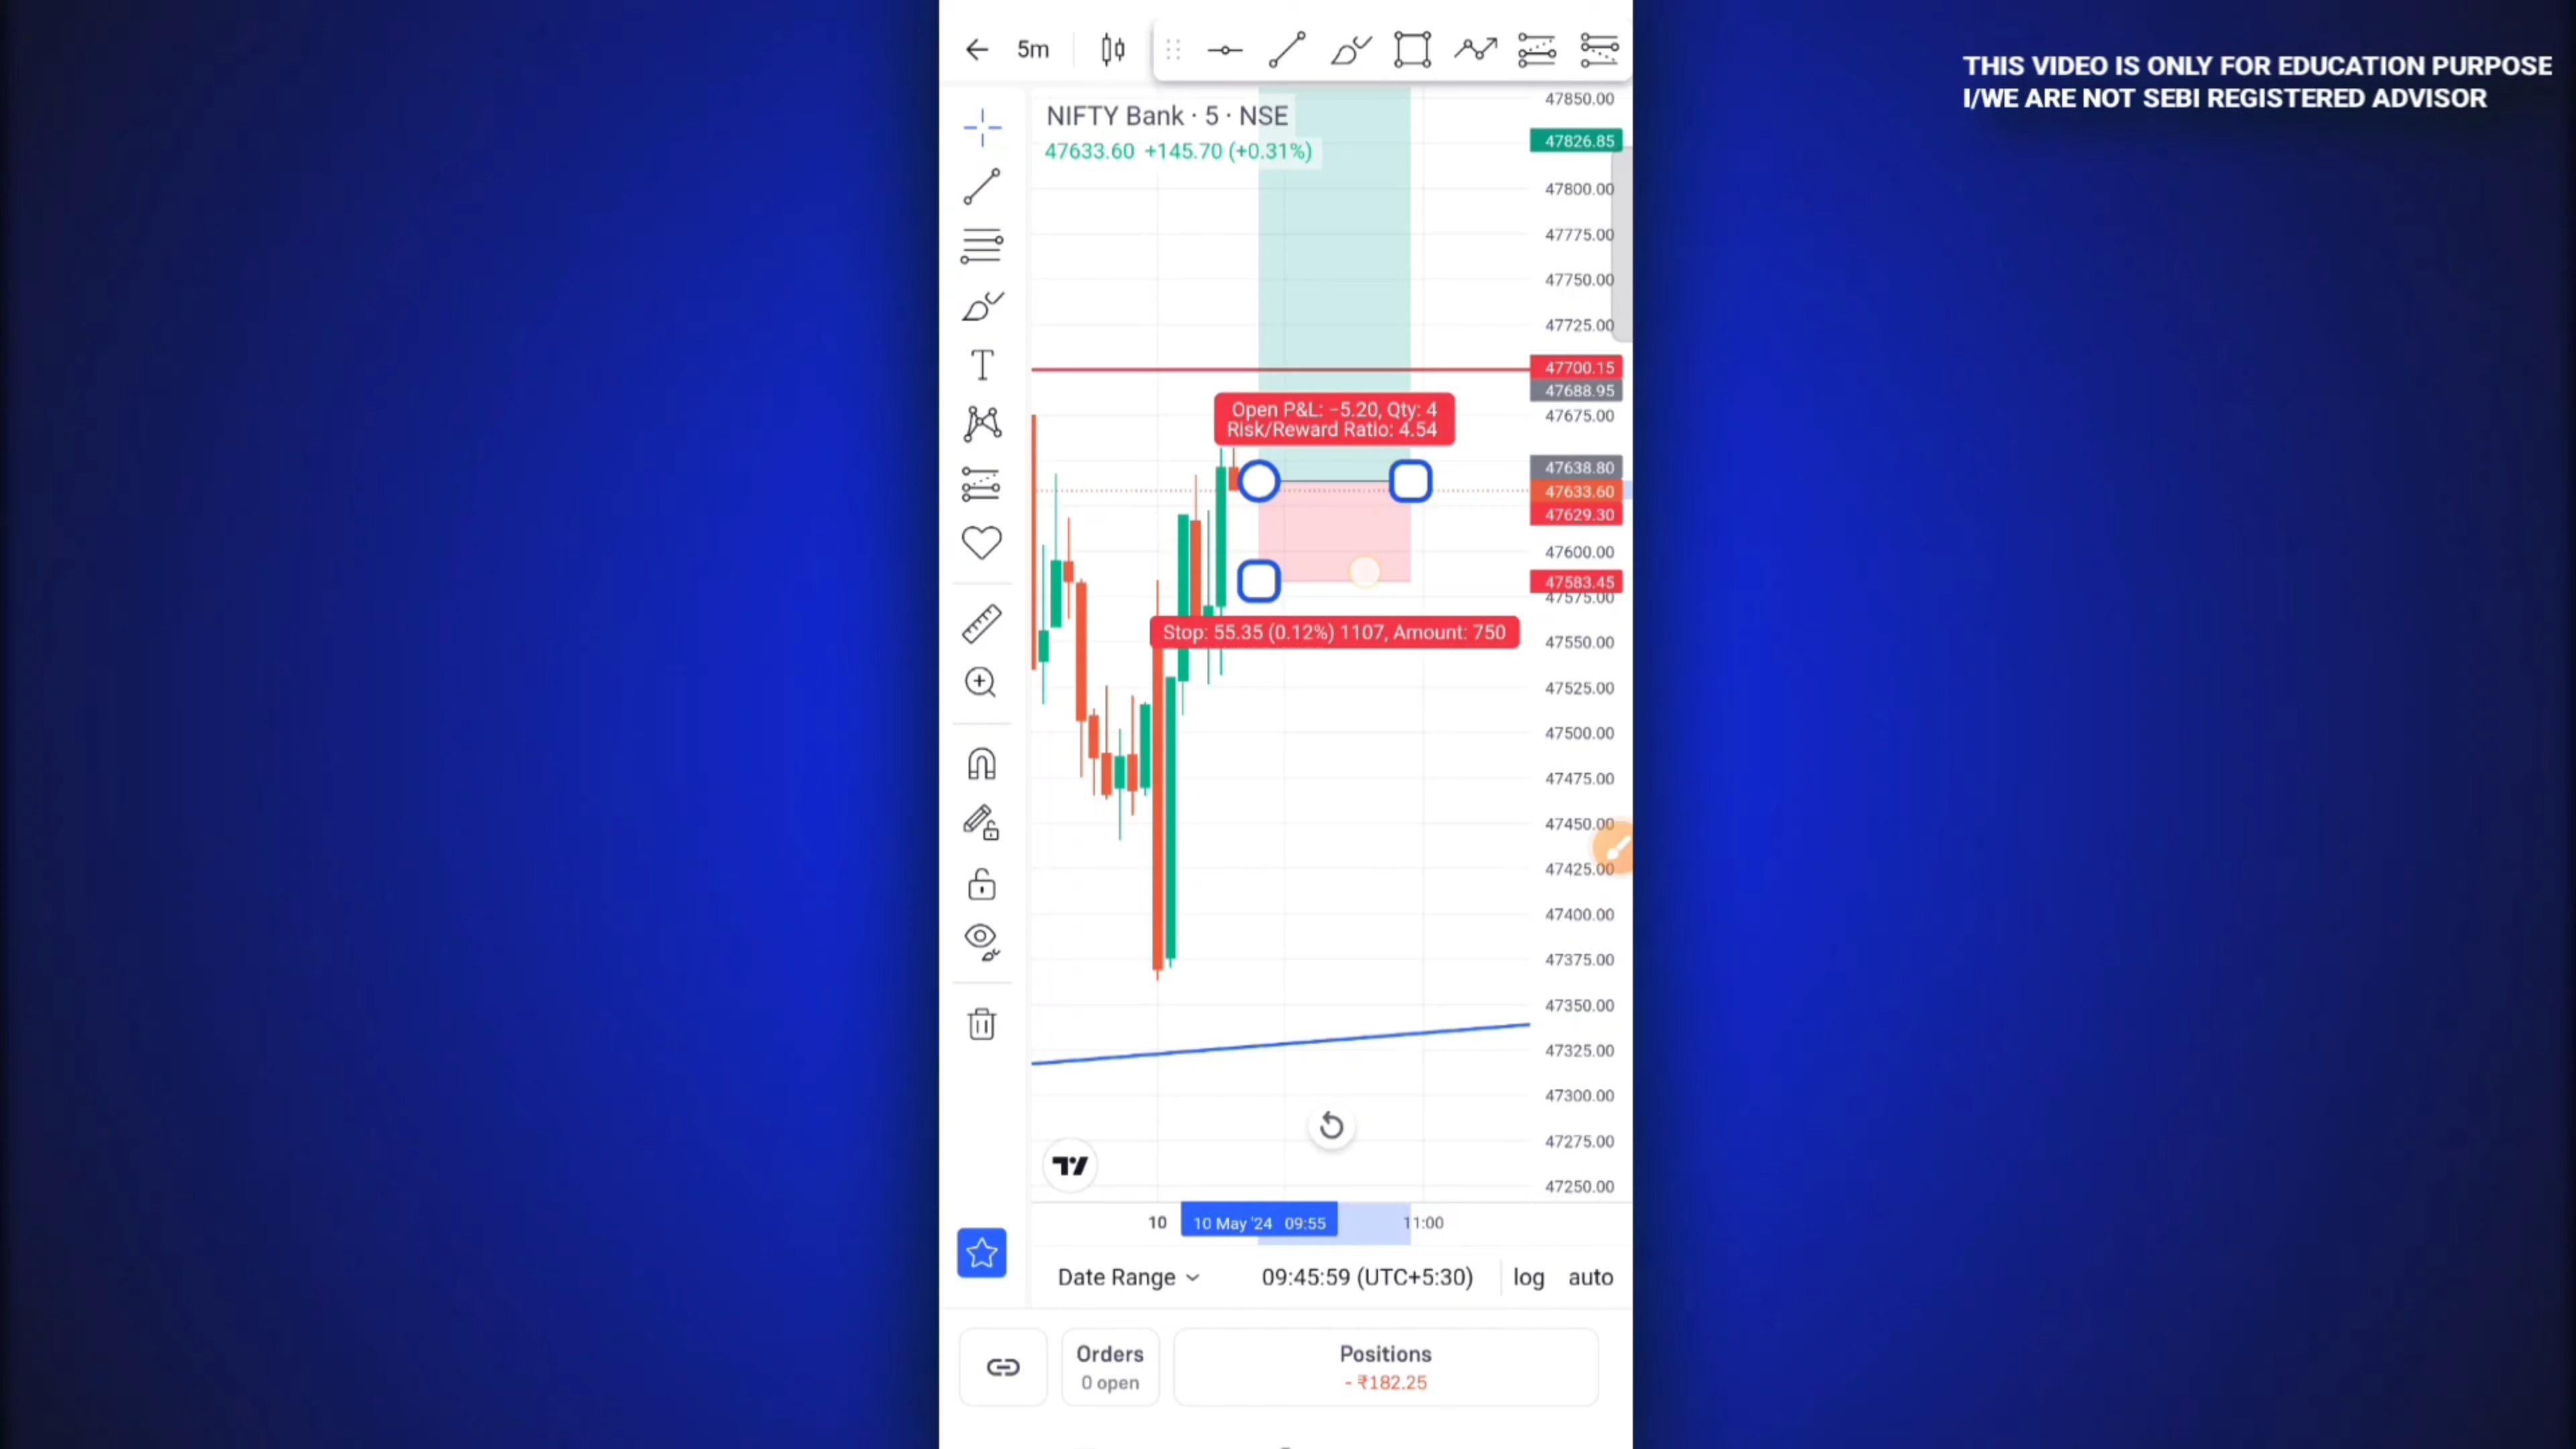 THIS VIDEO IS ONLY FOR EDUCATION PURPOSE
I/WE ARE NOT SEBI REGISTERED ADVISOR
5m
NIFTY Bank · 5 · NSE
47633.60 +145.70 (+0.31%)
47850.00
47826.85
47800.00
47775.00
47750.00
47725.00
47700.15
47688.95
47675.00
Open P&L: −5.20, Qty: 4
Risk/Reward Ratio: 4.54
47638.80
47633.60
47629.30
47600.00
47583.45
47575.00
Stop: 55.35 (0.12%) 1107, Amount: 750
47550.00
47525.00
47500.00
47475.00
47450.00
47425.00
47400.00
47375.00
47350.00
47325.00
47300.00
47275.00
47250.00
10
10 May '24 09:55
11:00
Date Range
09:45:59 (UTC+5:30)
log
auto
Orders
0 open
Positions
- ₹182.25